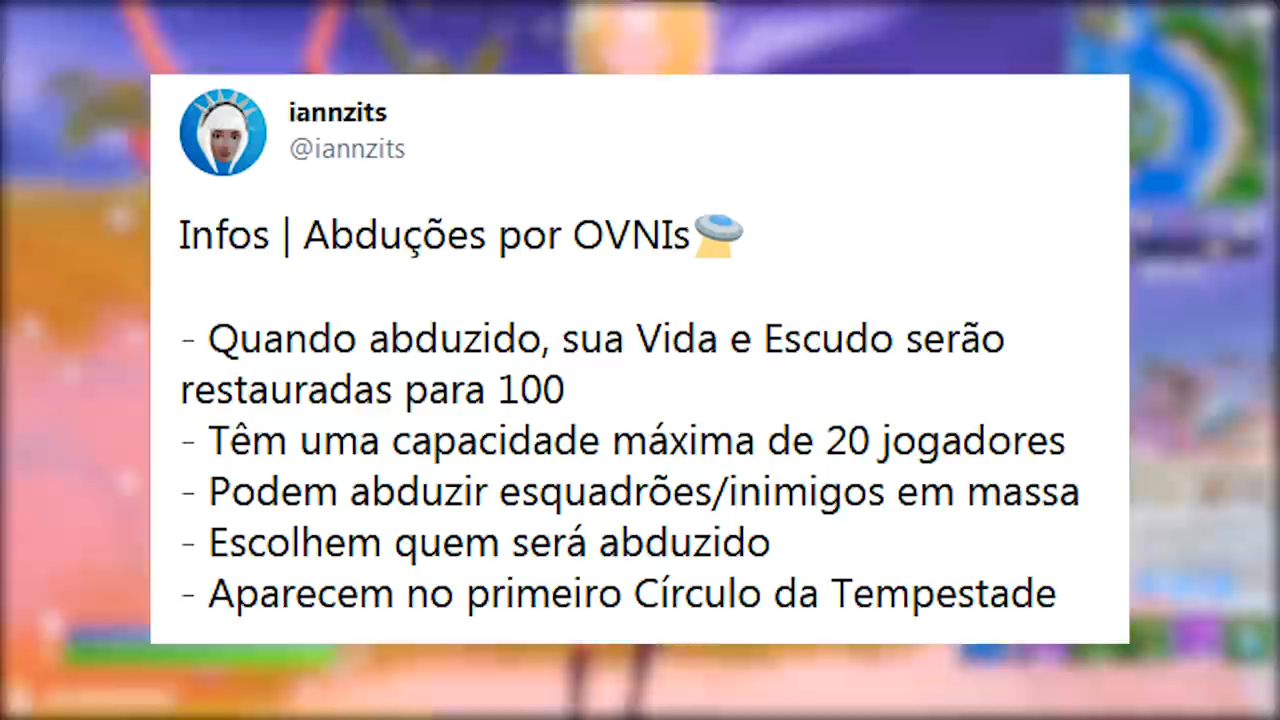 iannzits
@iannzits
Infos | Abduções por OVNIs🛸
- Quando abduzido, sua Vida e Escudo serão
restauradas para 100
- Têm uma capacidade máxima de 20 jogadores
- Podem abduzir esquadrões/inimigos em massa
- Escolhem quem será abduzido
- Aparecem no primeiro Círculo da Tempestade